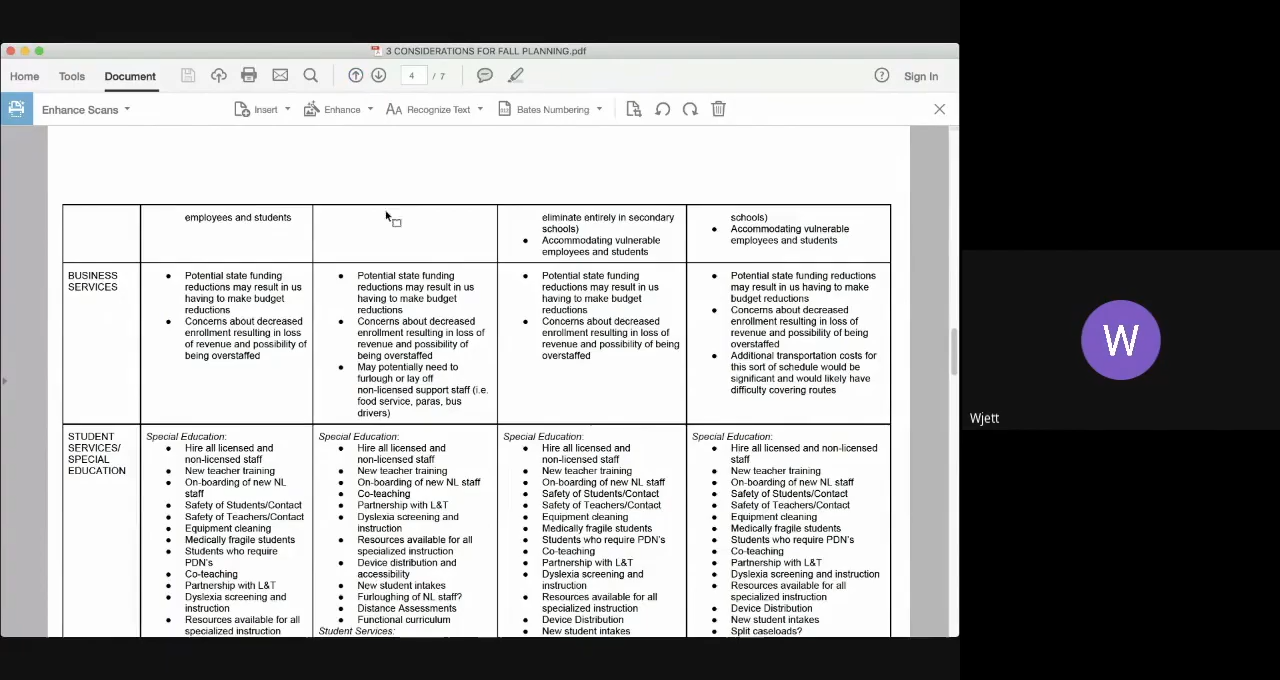 3 CONSIDERATIONS FOR FALL PLANNING.pdf
Home Tools Document 4 / 7 Sign In
Enhance Scans Insert Enhance Recognize Text Bates Numbering
employees and students
eliminate entirely in secondary
schools)
● Accommodating vulnerable
employees and students
schools)
● Accommodating vulnerable
employees and students
BUSINESS
SERVICES
● Potential state funding
reductions may result in us
having to make budget
reductions
● Concerns about decreased
enrollment resulting in loss
of revenue and possibility of
being overstaffed
● Potential state funding
reductions may result in us
having to make budget
reductions
● Concerns about decreased
enrollment resulting in loss
of revenue and possibility of
being overstaffed
● May potentially need to
furlough or lay off
non-licensed support staff (i.e.
food service, paras, bus
drivers)
● Potential state funding
reductions may result in us
having to make budget
reductions
● Concerns about decreased
enrollment resulting in loss
of revenue and possibility of being
overstaffed
● Potential state funding reductions
may result in us having to make
budget reductions
● Concerns about decreased
enrollment resulting in loss of
revenue and possibility of being
overstaffed
● Additional transportation costs for
this sort of schedule would be
significant and would likely have
difficulty covering routes
STUDENT
SERVICES/
SPECIAL
EDUCATION
Special Education:
● Hire all licensed and
non-licensed staff
● New teacher training
● On-boarding of new NL
staff
● Safety of Students/Contact
● Safety of Teachers/Contact
● Equipment cleaning
● Medically fragile students
● Students who require
PDN's
● Co-teaching
● Partnership with L&T
● Dyslexia screening and
instruction
● Resources available for all
specialized instruction
Special Education:
● Hire all licensed and
non-licensed staff
● New teacher training
● On-boarding of new NL staff
● Co-teaching
● Partnership with L&T
● Dyslexia screening and
instruction
● Resources available for all
specialized instruction
● Device distribution and
accessibility
● New student intakes
● Furloughing of NL staff?
● Distance Assessments
● Functional curriculum
Student Services:
Special Education:
● Hire all licensed and
non-licensed staff
● New teacher training
● On-boarding of new NL staff
● Safety of Students/Contact
● Safety of Teachers/Contact
● Equipment cleaning
● Medically fragile students
● Students who require PDN's
● Co-teaching
● Partnership with L&T
● Dyslexia screening and
instruction
● Resources available for all
specialized instruction
● Device Distribution
● New student intakes
Special Education:
● Hire all licensed and non-licensed
staff
● New teacher training
● On-boarding of new NL staff
● Safety of Students/Contact
● Safety of Teachers/Contact
● Equipment cleaning
● Medically fragile students
● Students who require PDN's
● Co-teaching
● Partnership with L&T
● Dyslexia screening and instruction
● Resources available for all
specialized instruction
● Device Distribution
● New student intakes
● Split caseloads?
W
Wjett